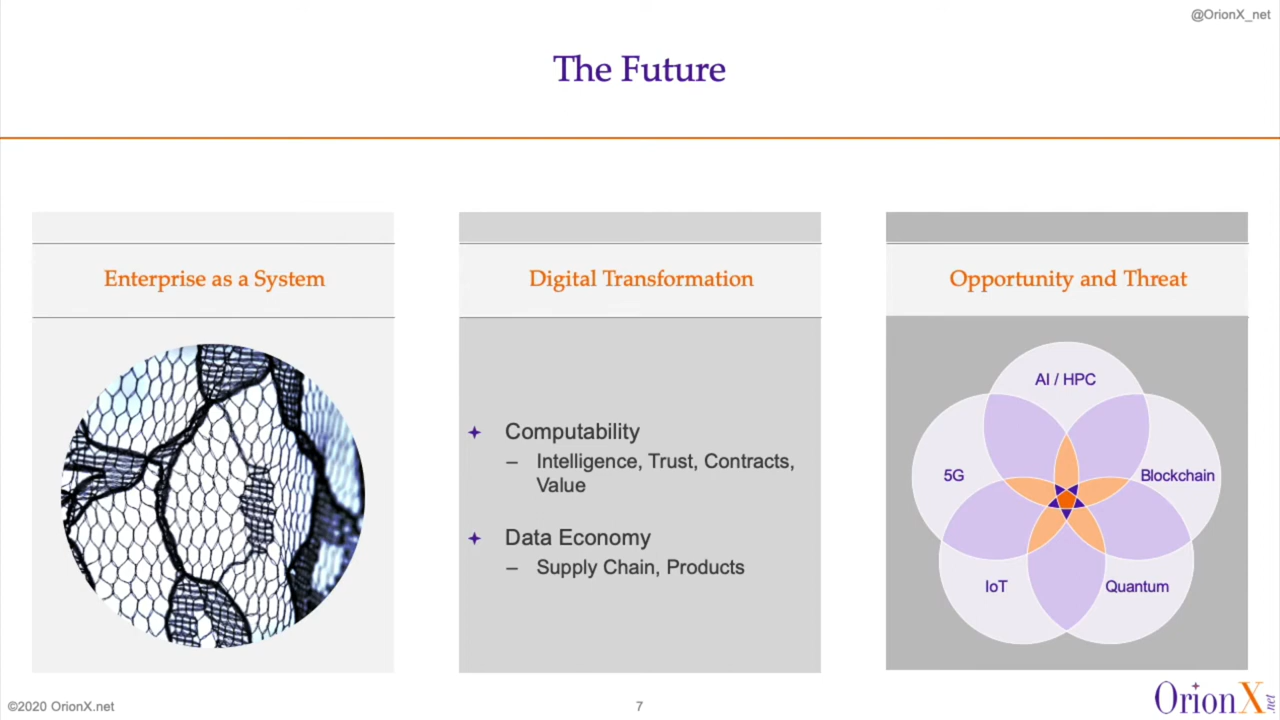 @OrionX_net
The Future
Enterprise as a System
Digital Transformation
Computability
– Intelligence, Trust, Contracts,
Value
Data Economy
– Supply Chain, Products
Opportunity and Threat
AI / HPC
5G
Blockchain
IoT
Quantum
©2020 OrionX.net
7
OrionX.net